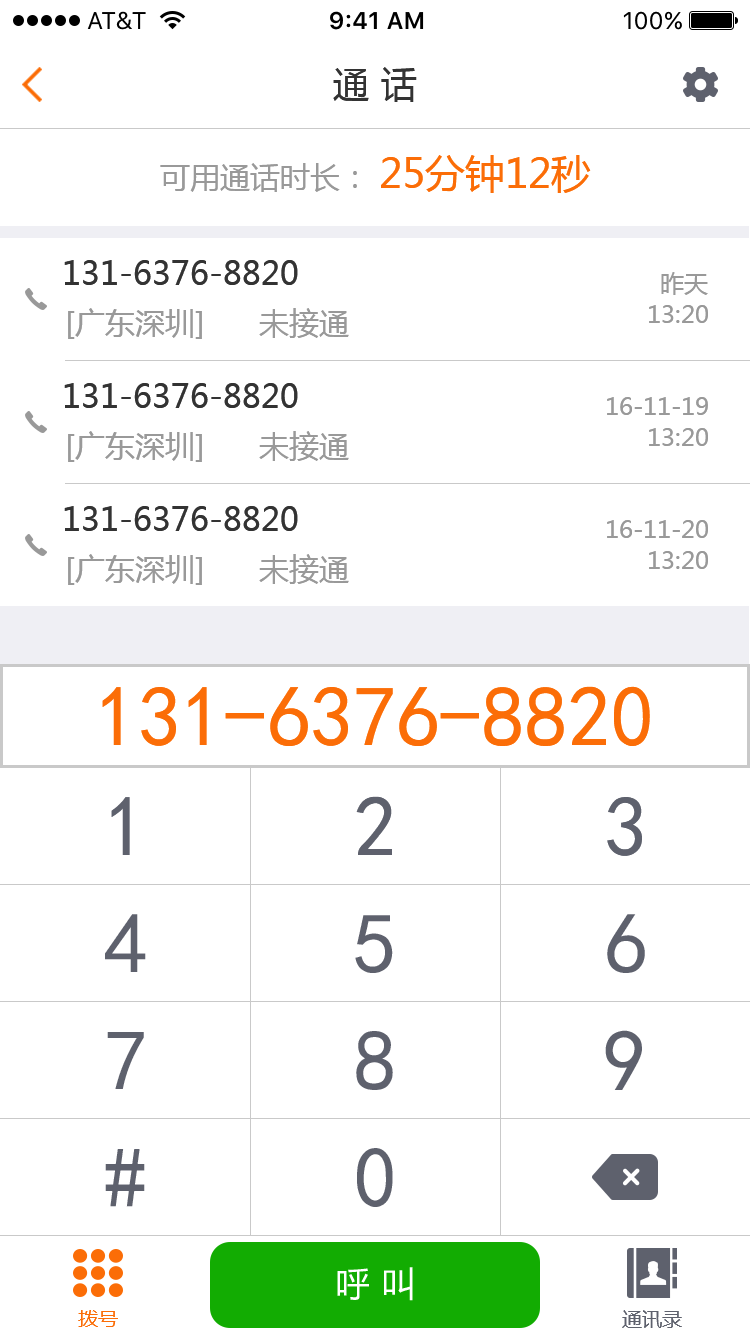 AT&T 9:41 AM 100%
通 话
可用通话时长： 25分钟12秒
131-6376-8820
昨天
[广东深圳] 未接通
13:20
131-6376-8820
16-11-19
[广东深圳] 未接通
13:20
131-6376-8820
16-11-20
[广东深圳] 未接通
13:20
131-6376-8820
1 2 3
4 5 6
7 8 9
# 0
呼 叫
拨号 通讯录